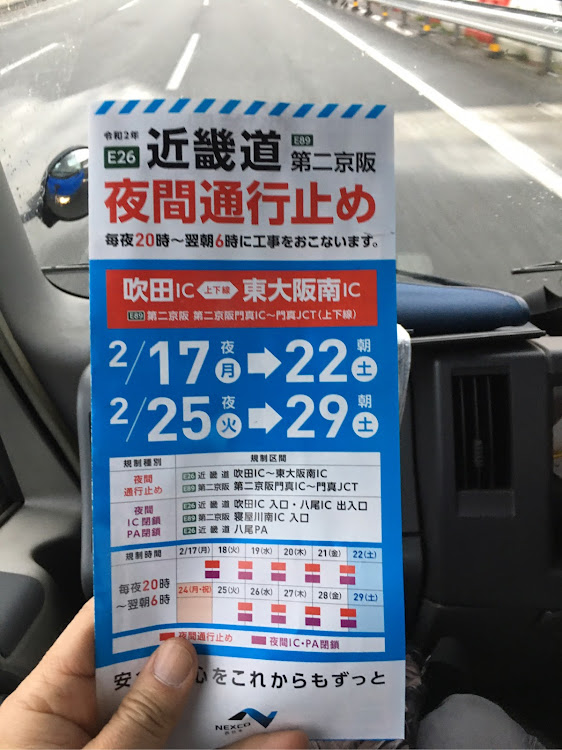 令和2年
E26 近畿道 E89 第二京阪
夜間通行止め
毎夜20時～翌朝6時に工事をおこないます。
吹田IC 上下線 東大阪南IC
E89 第二京阪 第二京阪門真IC～門真JCT(上下線)
2/17夜(月)➡22朝(土)
2/25夜(火)➡29朝(土)
規制種別 規制区間
夜間通行止め E26 近畿道 吹田IC～東大阪南IC
E89 第二京阪 第二京阪門真IC～門真JCT
夜間IC閉鎖PA閉鎖 E26 近畿道 吹田IC 入口・八尾IC 出入口
E89 第二京阪 寝屋川南IC 入口
E26 近畿道 八尾PA
規制時間 2/17(月) 18(火) 19(水) 20(木) 21(金) 22(土)
毎夜20時～翌朝6時 24(月・祝) 25(火) 26(水) 27(木) 28(金) 29(土)
夜間通行止め 夜間IC・PA閉鎖
安 心をこれからもずっと
NEXCO